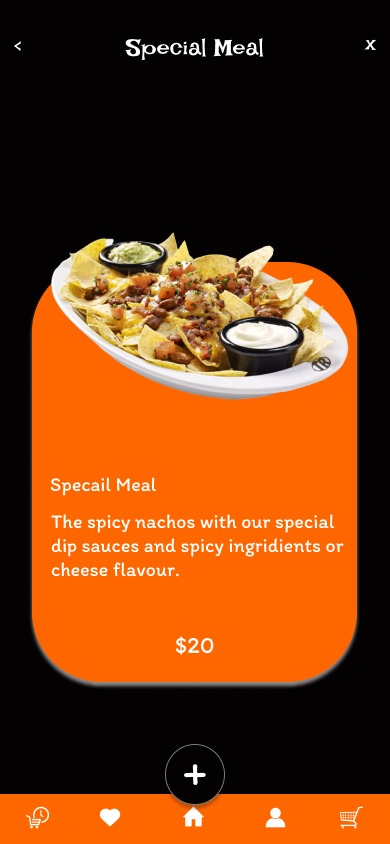 <
Special Meal
x
Specail Meal
The spicy nachos with our special
dip sauces and spicy ingridients or
cheese flavour.
$20
+